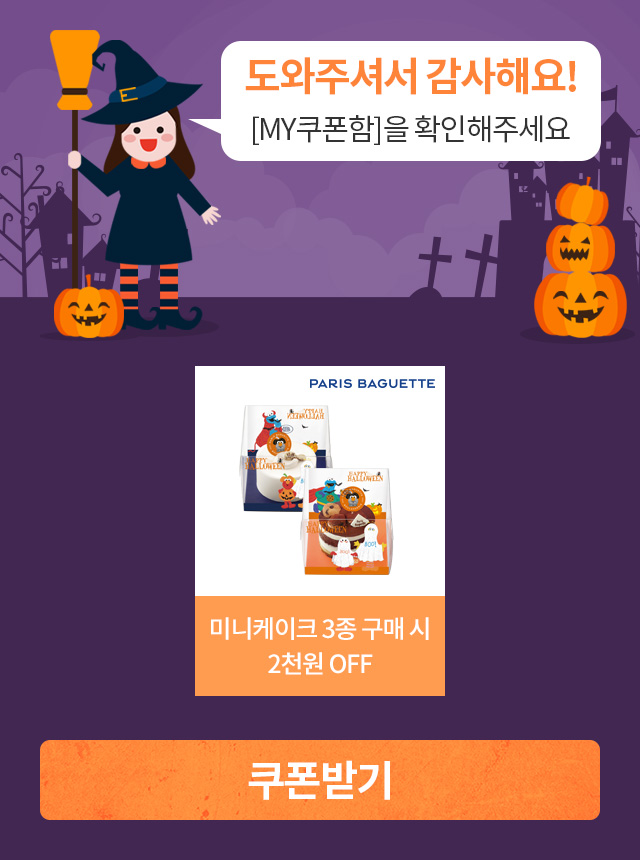 도와주셔서 감사해요!
[MY쿠폰함]을 확인해주세요
E
PARIS BAGUETTE
HAPPY
HALLOWEEN
HAPPY
HALLOWEEN
BOO!
미니케이크 3종 구매 시
2천원 OFF
쿠폰받기